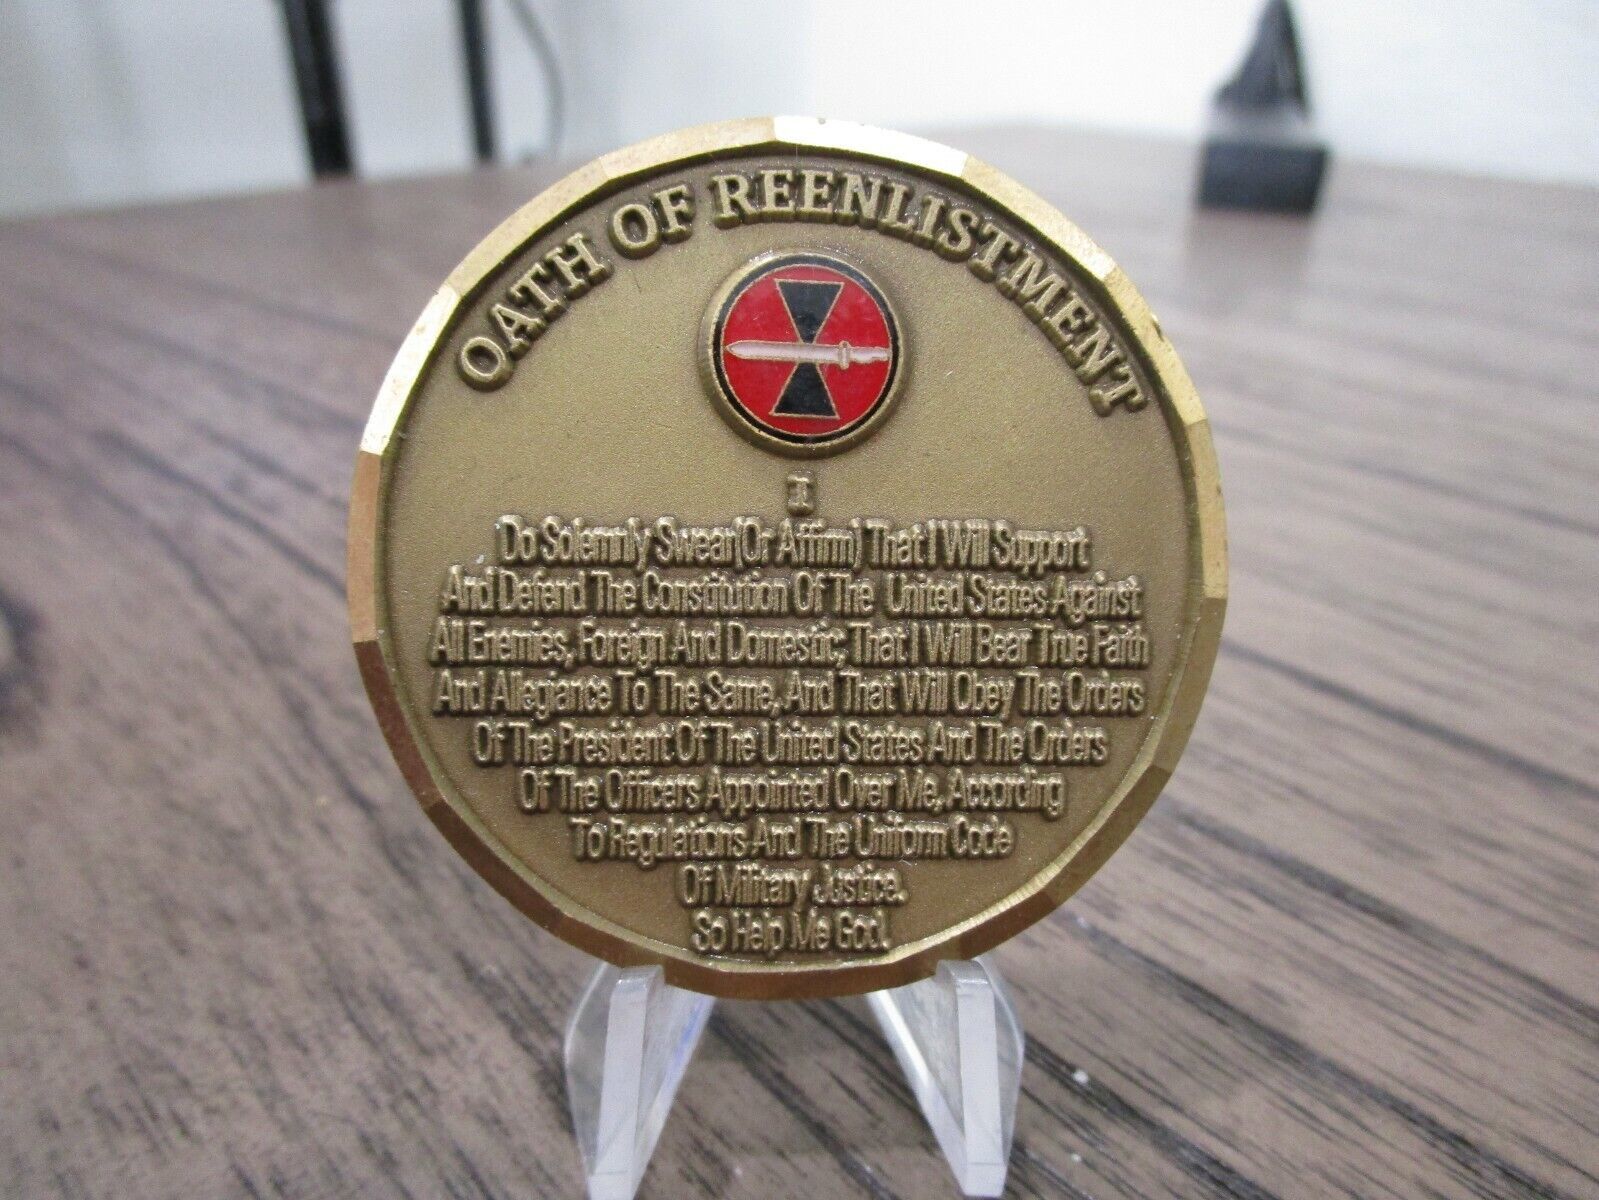 OATH OF REENLISTMENT
I
Do Solemnly Swear (Or Affirm) That I Will Support
And Defend The Constitution Of The United States Against
All Enemies, Foreign And Domestic; That I Will Bear True Faith
And Allegiance To The Same, And That Will Obey The Orders
Of The President Of The United States And The Orders
Of The Officers Appointed Over Me, According
To Regulations And The Uniform Code
Of Military Justice.
So Help Me God.